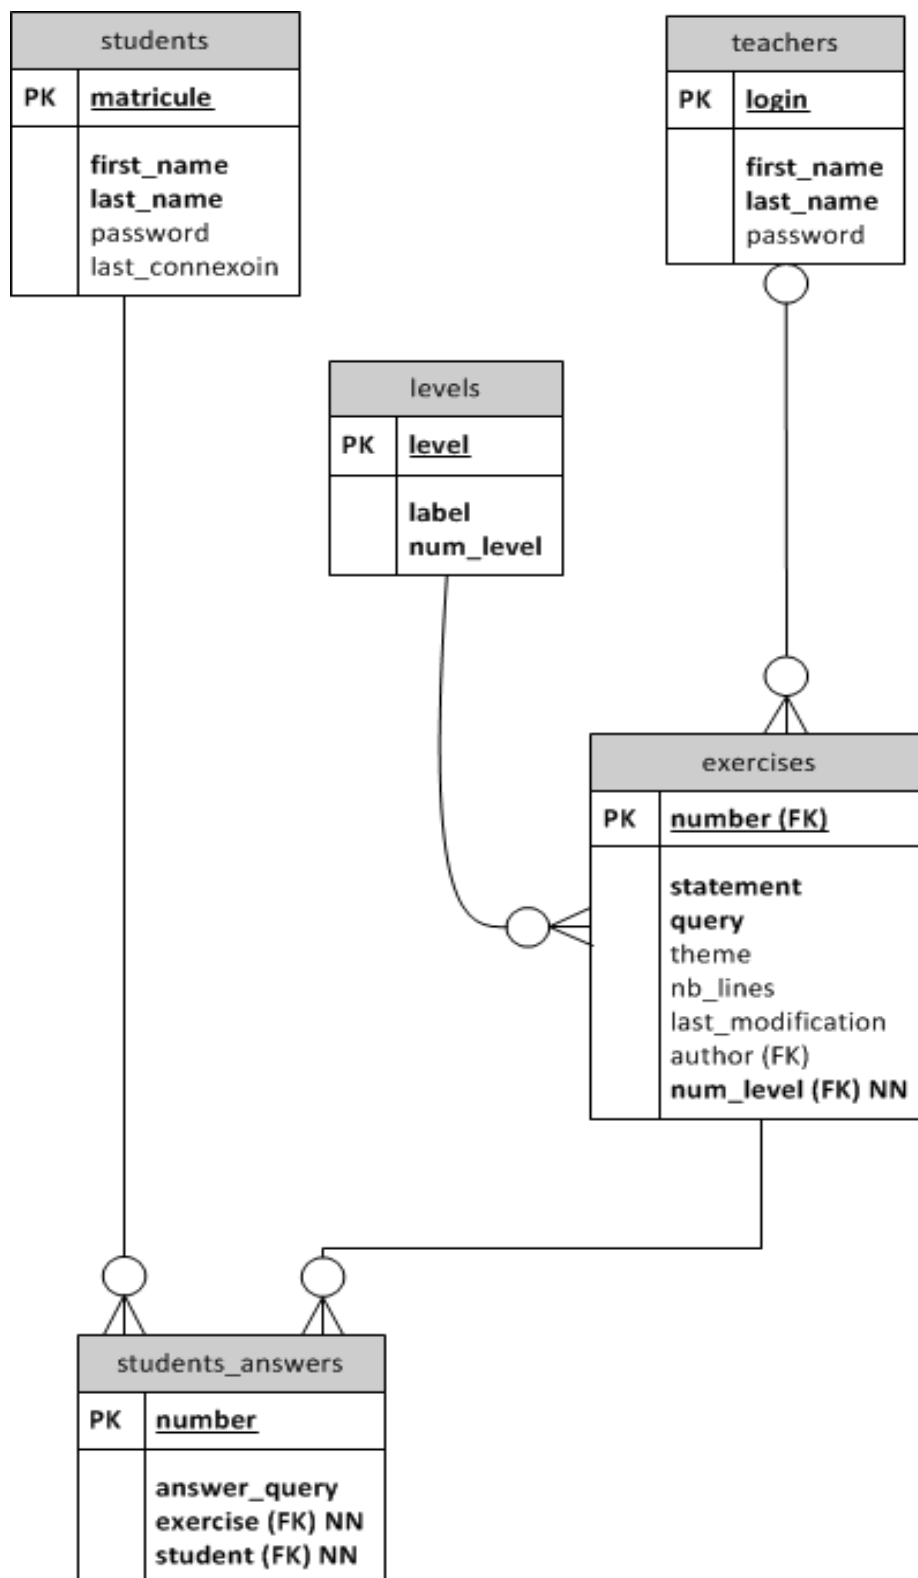 students
PK matricule
first_name
last_name
password
last_connexoin
teachers
PK login
first_name
last_name
password
levels
PK level
label
num_level
exercises
PK number (FK)
statement
query
theme
nb_lines
last_modification
author (FK)
num_level (FK) NN
students_answers
PK number
answer_query
exercise (FK) NN
student (FK) NN